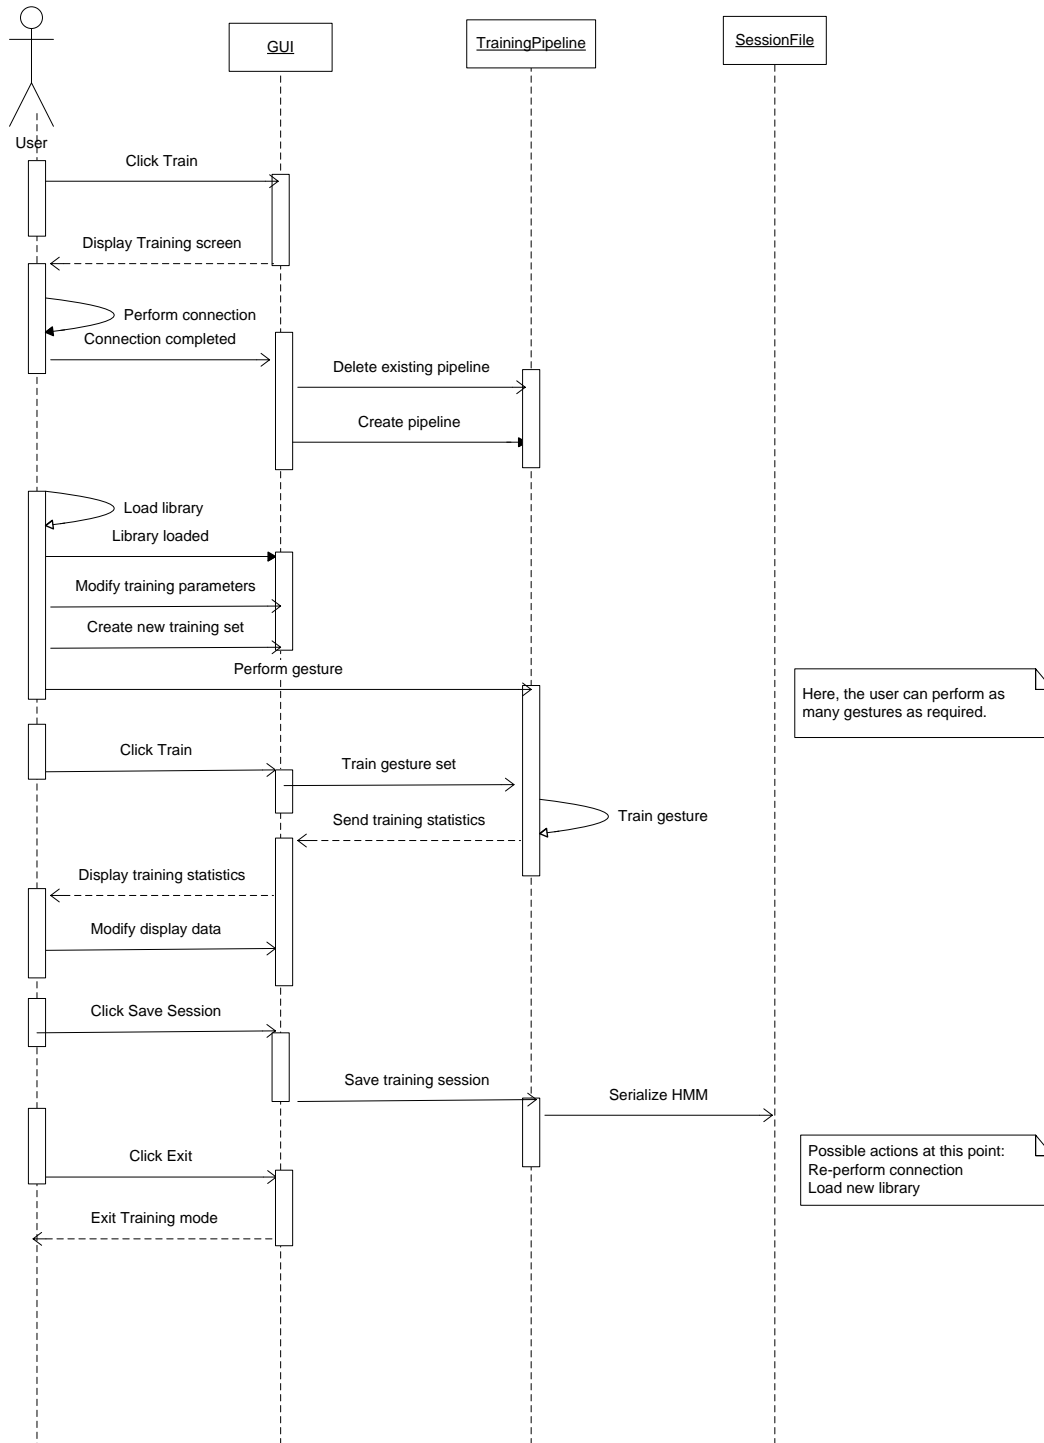 GUI
TrainingPipeline
SessionFile
User
Click Train
Display Training screen
Perform connection
Connection completed
Delete existing pipeline
Create pipeline
Load library
Library loaded
Modify training parameters
Create new training set
Perform gesture
Here, the user can perform as
many gestures as required.
Click Train
Train gesture set
Train gesture
Send training statistics
Display training statistics
Modify display data
Click Save Session
Save training session
Serialize HMM
Possible actions at this point:
Re-perform connection
Load new library
Click Exit
Exit Training mode